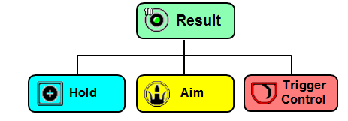 Result
Hold
Aim
Trigger
Control